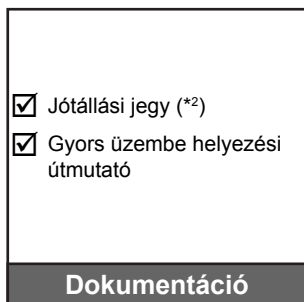 Jótállási jegy (*²)
Gyors üzembe helyezési
útmutató
Dokumentáció